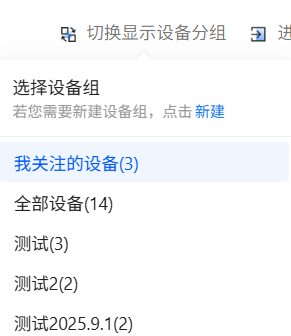 切换显示设备分组 进
选择设备组
若您需要新建设备组，点击 新建
我关注的设备(3)
全部设备(14)
测试(3)
测试2(2)
测试2025.9.1(2)